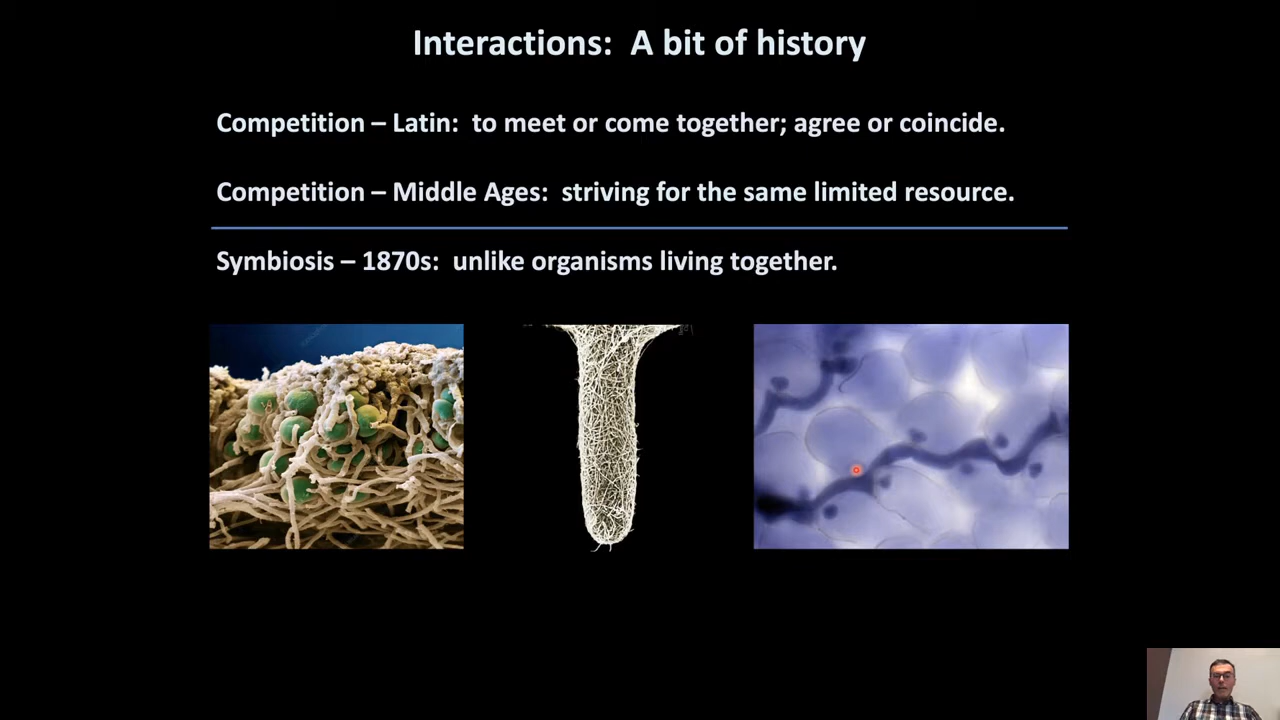 Interactions: A bit of history
Competition – Latin: to meet or come together; agree or coincide.
Competition – Middle Ages: striving for the same limited resource.
Symbiosis – 1870s: unlike organisms living together.